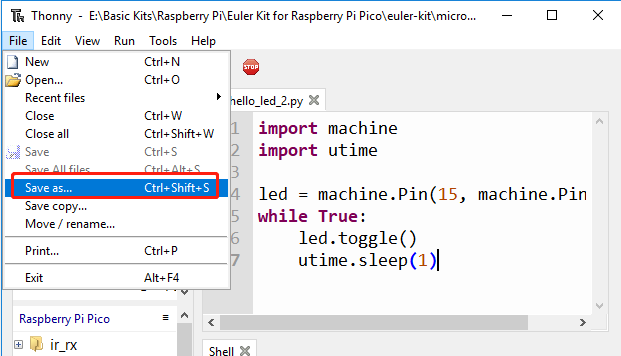 Thonny - E:\Basic Kits\Raspberry Pi\Euler Kit for Raspberry Pi Pico\euler-kit\micro...
File Edit View Run Tools Help
New Ctrl+N
Open... Ctrl+O
Recent files
Close Ctrl+W
Close all Ctrl+Shift+W
Save Ctrl+S
Save All files Ctrl+Alt+S
Save as... Ctrl+Shift+S
Save copy...
Move / rename...
Print... Ctrl+P
Exit Alt+F4
hello_led_2.py
1 import machine
2 import utime
led = machine.Pin(15, machine.Pin
4
5 while True:
6 led.toggle()
7 utime.sleep(1)
Raspberry Pi Pico
ir_rx
Shell